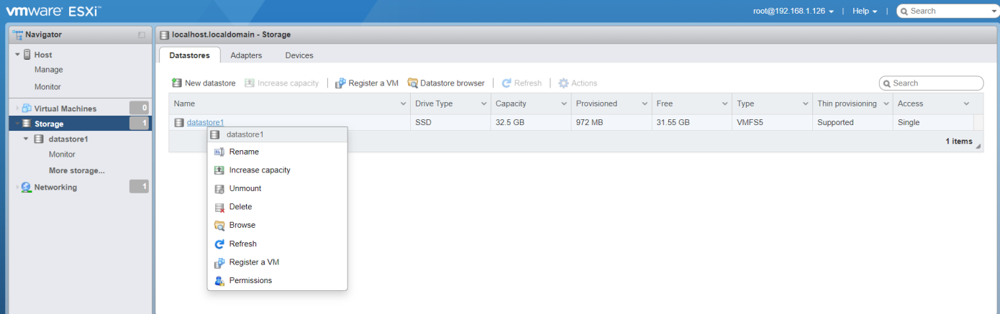 vmware ESXi™
root@192.168.1.126 | Help | Search
Navigator
Host
Manage
Monitor
Virtual Machines 0
Storage 1
datastore1
Monitor
More storage...
Networking 1
localhost.localdomain - Storage
Datastores Adapters Devices
New datastore Increase capacity | Register a VM Datastore browser | Refresh | Actions
Search
Name Drive Type Capacity Provisioned Free Type Thin provisioning Access
datastore1 SSD 32.5 GB 972 MB 31.55 GB VMFS5 Supported Single
1 items
datastore1
Rename
Increase capacity
Unmount
Delete
Browse
Refresh
Register a VM
Permissions